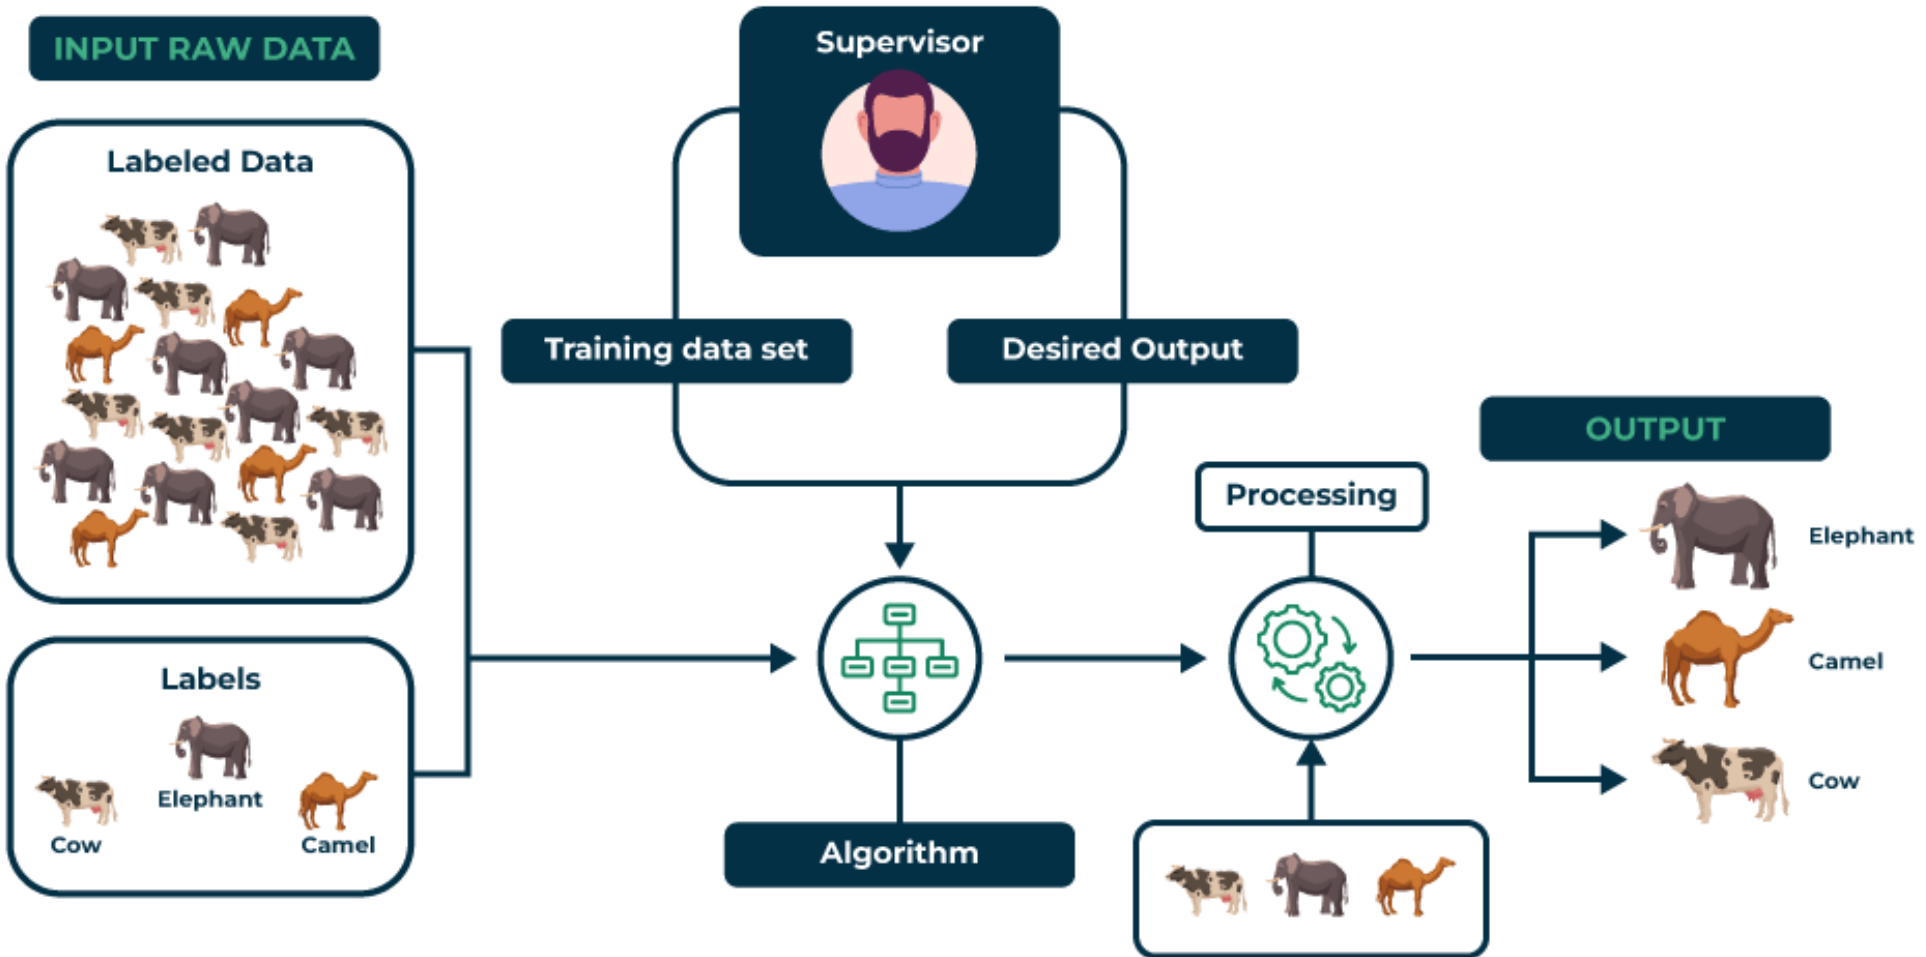 INPUT RAW DATA
Labeled Data
Labels
Cow
Elephant
Camel
Supervisor
Training data set
Desired Output
Algorithm
Processing
OUTPUT
Elephant
Camel
Cow